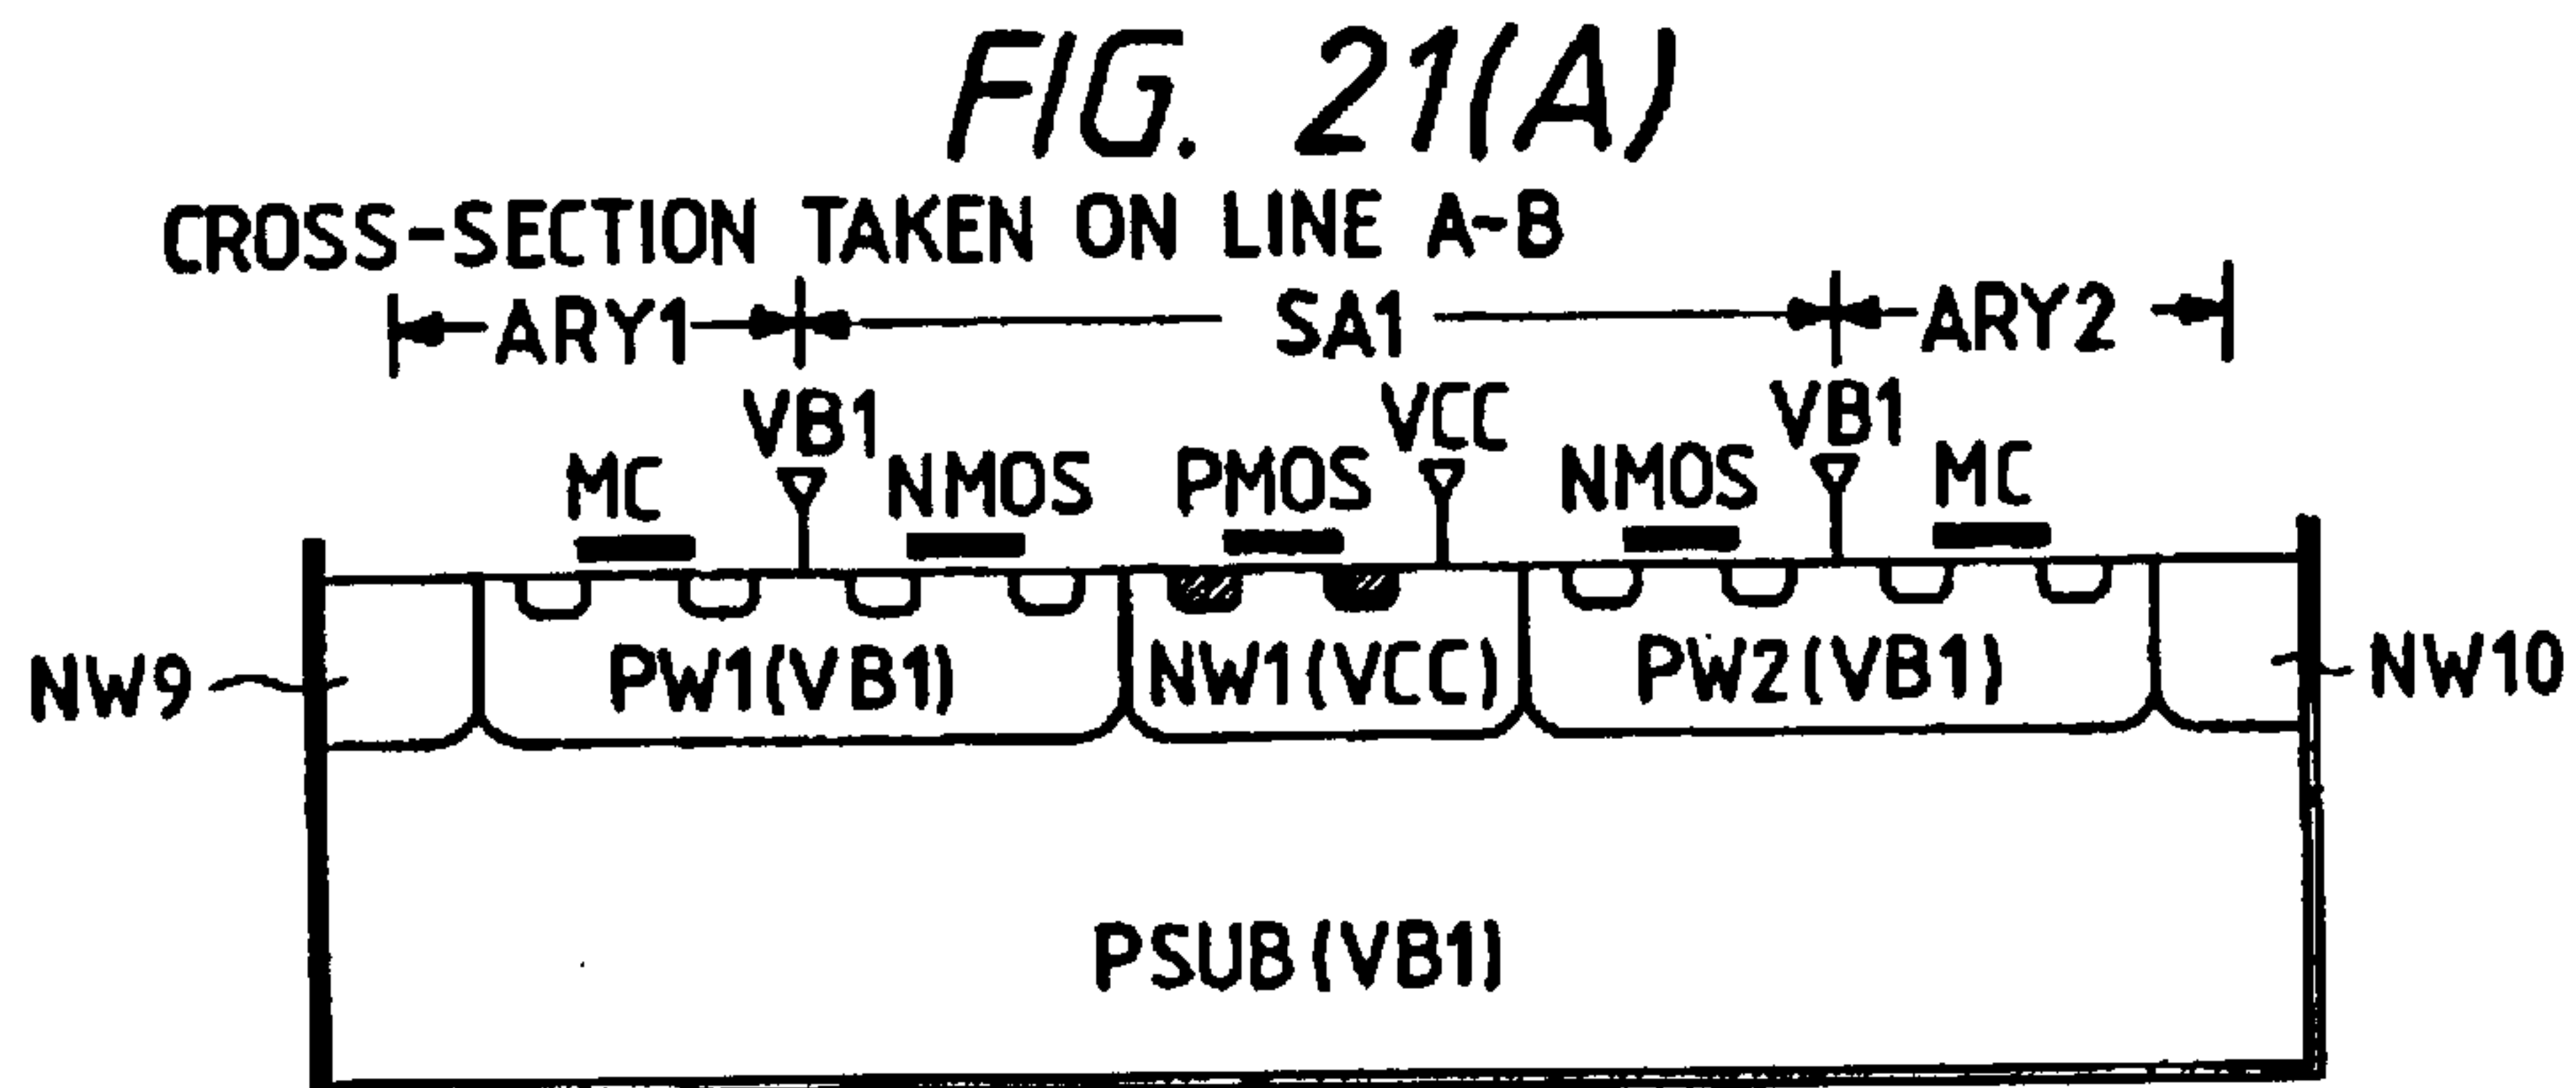 FIG. 21(A)
CROSS-SECTION TAKEN ON LINE A-B
ARY1 SA1 ARY2
VB1 VCC VB1
MC NMOS PMOS NMOS MC
NW9 PW1(VB1) NW1(VCC) PW2(VB1) NW10
PSUB(VB1)